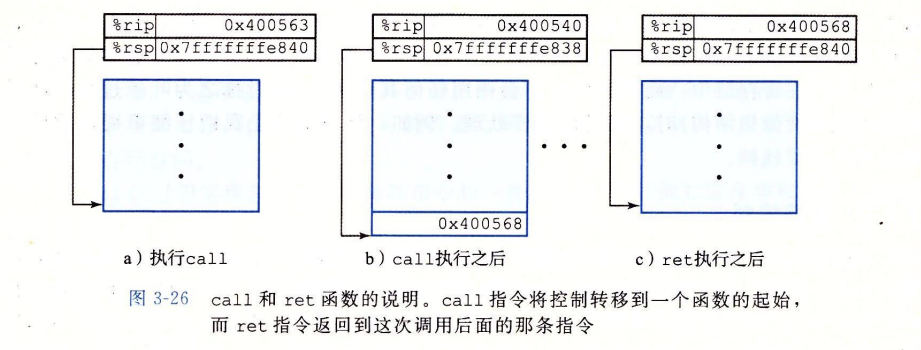 %rip 0x400563
%rsp 0x7fffffffe840
%rip 0x400540
%rsp 0x7fffffffe838
%rip 0x400568
%rsp 0x7fffffffe840
0x400568
a）执行call
b）call执行之后
c）ret执行之后
图 3-26 call 和 ret 函数的说明。call 指令将控制转移到一个函数的起始，
而 ret 指令返回到这次调用后面的那条指令